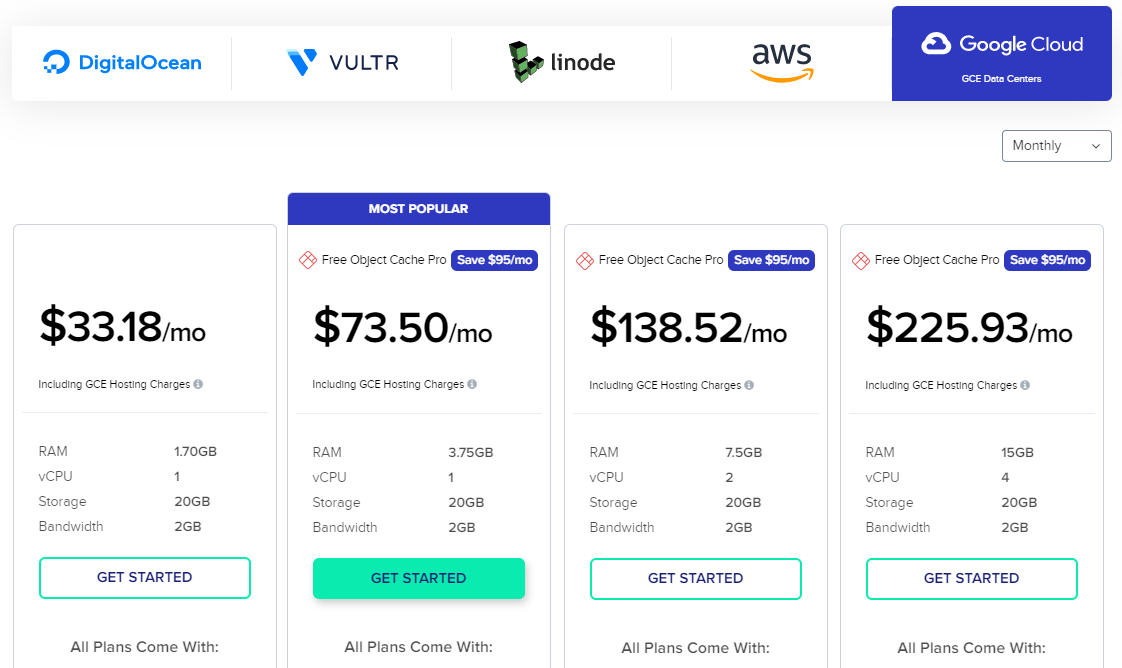 DigitalOcean
VULTR
linode
aws
Google Cloud
GCE Data Centers
Monthly
$33.18/mo
Including GCE Hosting Charges
RAM 1.70GB
vCPU 1
Storage 20GB
Bandwidth 2GB
GET STARTED
All Plans Come With:
MOST POPULAR
Free Object Cache Pro Save $95/mo
$73.50/mo
Including GCE Hosting Charges
RAM 3.75GB
vCPU 1
Storage 20GB
Bandwidth 2GB
GET STARTED
All Plans Come With:
Free Object Cache Pro Save $95/mo
$138.52/mo
Including GCE Hosting Charges
RAM 7.5GB
vCPU 2
Storage 20GB
Bandwidth 2GB
GET STARTED
All Plans Come With:
Free Object Cache Pro Save $95/mo
$225.93/mo
Including GCE Hosting Charges
RAM 15GB
vCPU 4
Storage 20GB
Bandwidth 2GB
GET STARTED
All Plans Come With: